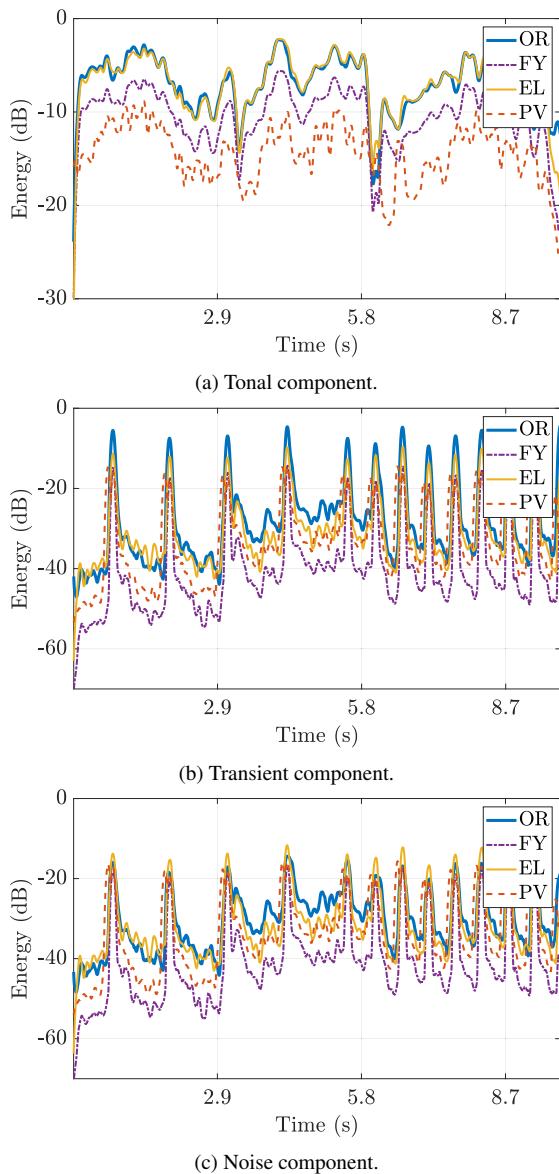 0
OR
FY
EL
PV
-10
-20
-30
Energy (dB)
2.9
5.8
8.7
Time (s)
(a) Tonal component.
0
OR
FY
EL
PV
-20
-40
-60
Energy (dB)
2.9
5.8
8.7
Time (s)
(b) Transient component.
0
OR
FY
EL
PV
-20
-40
-60
Energy (dB)
2.9
5.8
8.7
Time (s)
(c) Noise component.